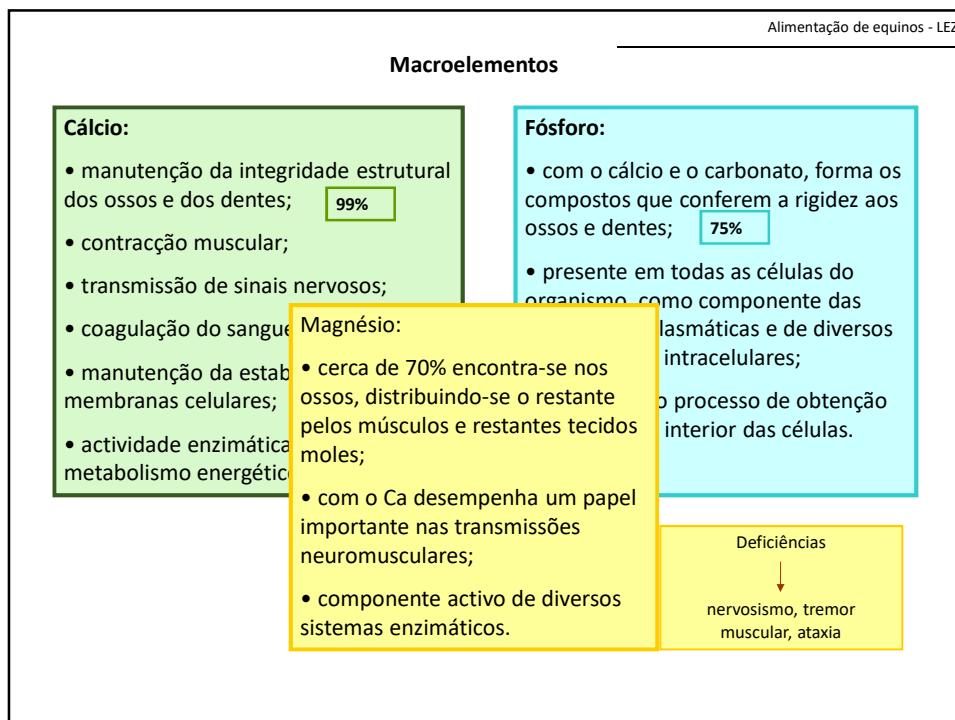 Alimentação de equinos - LEZ
Macroelementos
Cálcio:
• manutenção da integridade estrutural
dos ossos e dos dentes;
99%
• contracção muscular;
• transmissão de sinais nervosos;
• coagulação do sangue
• manutenção da estab
membranas celulares;
• actividade enzimática
metabolismo energétic
Fósforo:
• com o cálcio e o carbonato, forma os
compostos que conferem a rigidez aos
ossos e dentes;
75%
• presente em todas as células do
organismo, como componente das
lasmáticas e de diversos
intracelulares;
o processo de obtenção
interior das células.
Magnésio:
• cerca de 70% encontra-se nos
ossos, distribuindo-se o restante
pelos músculos e restantes tecidos
moles;
• com o Ca desempenha um papel
importante nas transmissões
neuromusculares;
• componente activo de diversos
sistemas enzimáticos.
Deficiências
nervosismo, tremor
muscular, ataxia